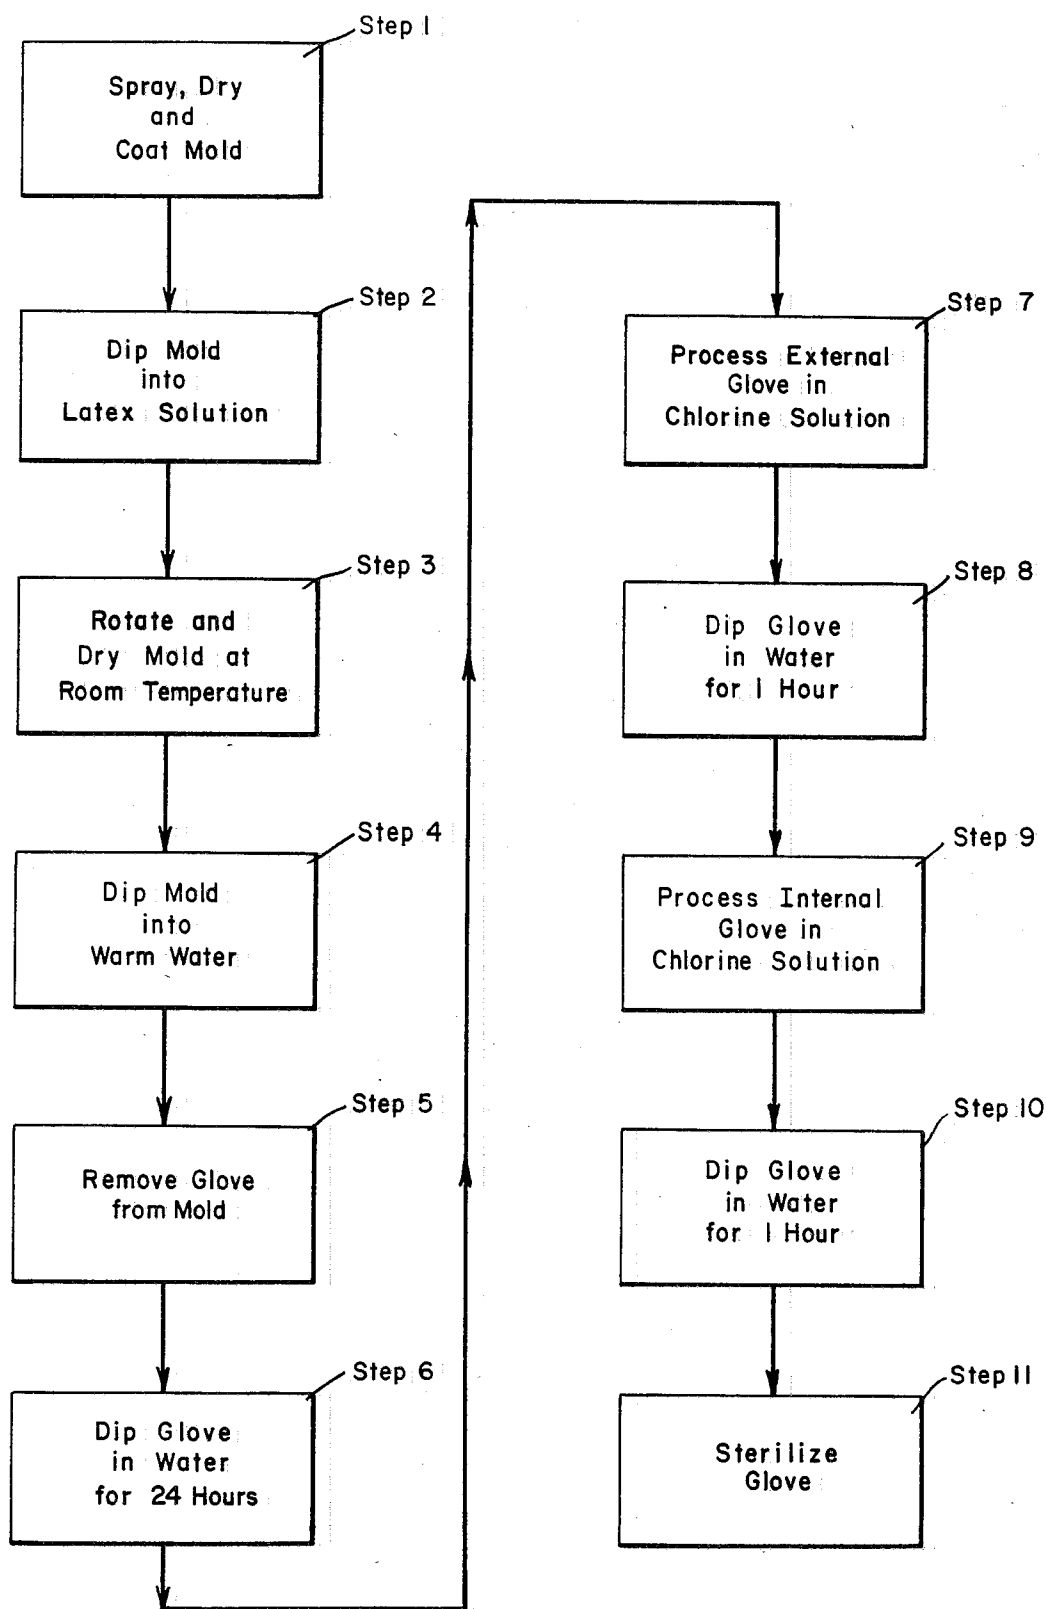 Step 1
Spray, Dry
and
Coat Mold
Step 2
Dip Mold
into
Latex Solution
Step 3
Rotate and
Dry Mold at
Room Temperature
Step 4
Dip Mold
into
Warm Water
Step 5
Remove Glove
from Mold
Step 6
Dip Glove
in Water
for 24 Hours
Step 7
Process External
Glove in
Chlorine Solution
Step 8
Dip Glove
in Water
for 1 Hour
Step 9
Process Internal
Glove in
Chlorine Solution
Step 10
Dip Glove
in Water
for 1 Hour
Step 11
Sterilize
Glove